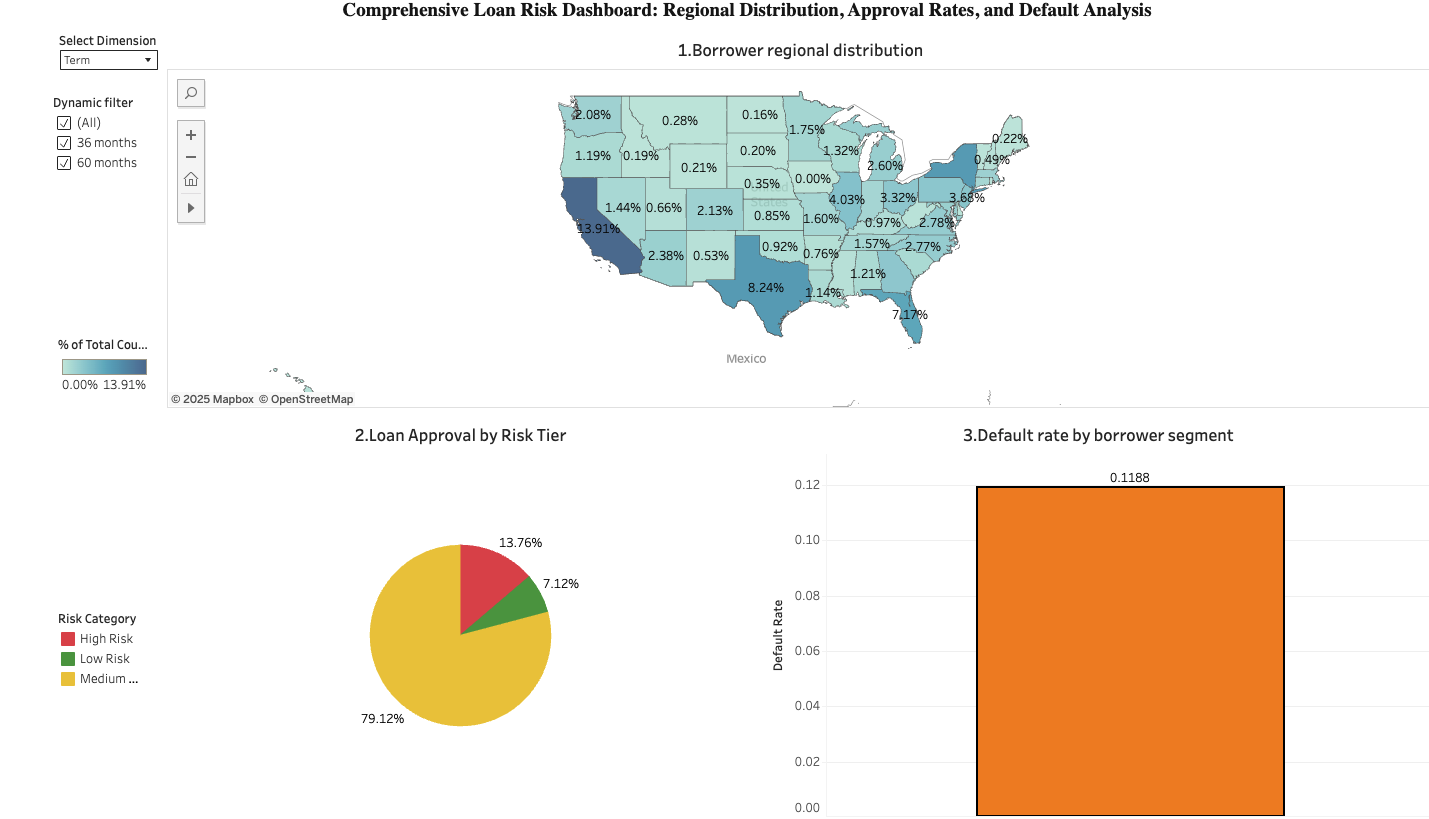 Comprehensive Loan Risk Dashboard: Regional Distribution, Approval Rates, and Default Analysis
Select Dimension
Term
Dynamic filter
(All)
36 months
60 months
% of Total Cou...
0.00% 13.91%
1.Borrower regional distribution
2.08%
0.28%
0.16%
1.75%
0.22%
1.19%
0.19%
0.20%
1.32%
0.49%
0.21%
2.60%
0.00%
0.35%
United States
1.44%
0.66%
2.13%
4.03%
3.32%
3.68%
0.85%
1.60%
0.97%
2.78%
13.91%
2.38%
0.53%
0.92%
0.76%
1.57%
2.77%
1.21%
8.24%
1.14%
7.17%
Mexico
© 2025 Mapbox © OpenStreetMap
2.Loan Approval by Risk Tier
Risk Category
High Risk
Low Risk
Medium ...
13.76%
7.12%
79.12%
3.Default rate by borrower segment
0.1188
Default Rate
0.12
0.10
0.08
0.06
0.04
0.02
0.00